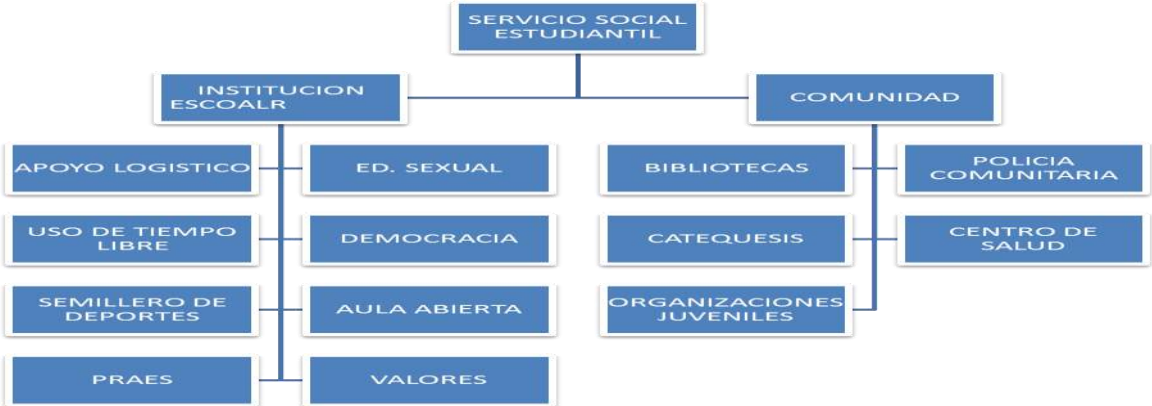 SERVICIO SOCIAL
ESTUDIANTIL
INSTITUCION
ESCOALR
COMUNIDAD
APOYO LOGISTICO
ED. SEXUAL
BIBLIOTECAS
POLICIA
COMUNITARIA
USO DE TIEMPO
LIBRE
DEMOCRACIA
CATEQUESIS
CENTRO DE
SALUD
SEMILLERO DE
DEPORTES
AULA ABIERTA
ORGANIZACIONES
JUVENILES
PRAES
VALORES